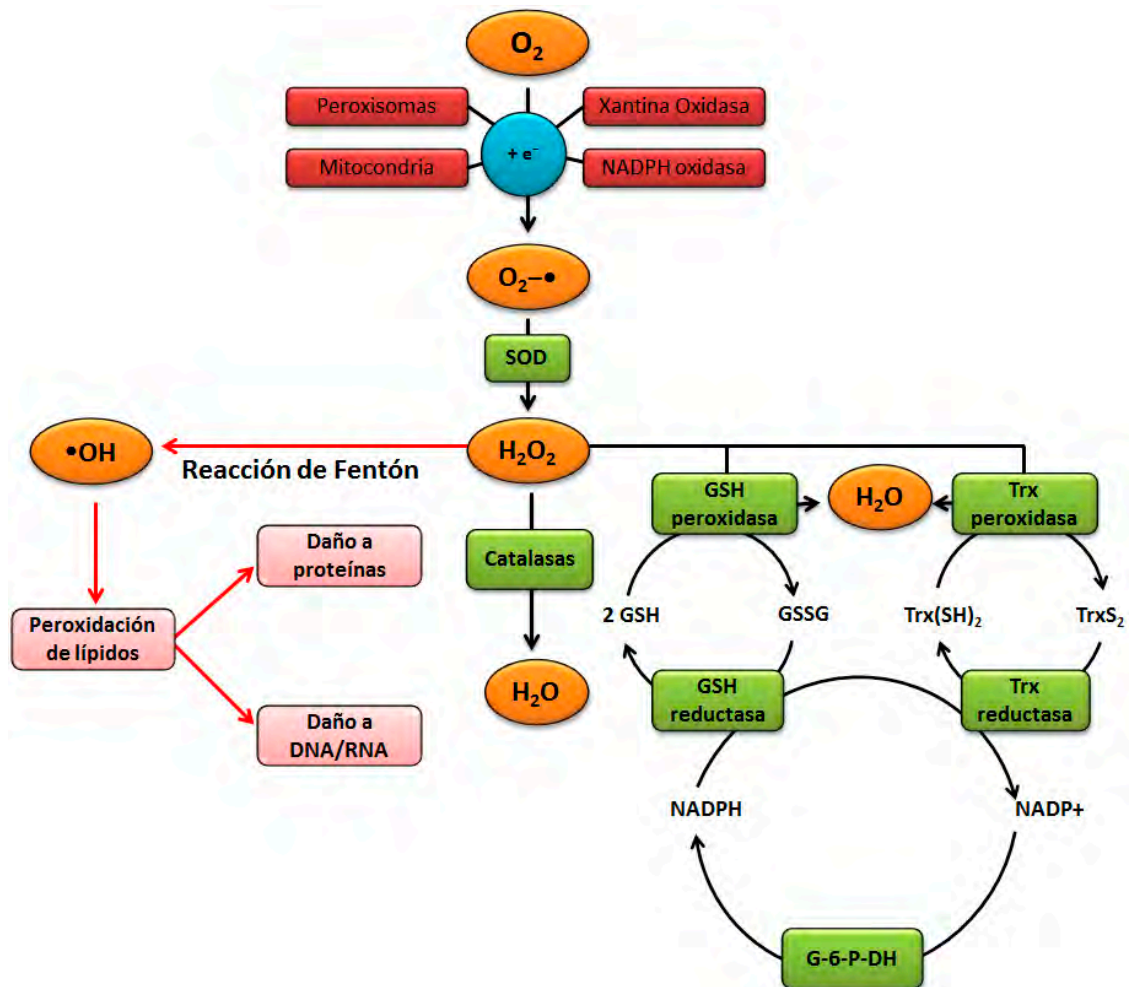 O₂
Peroxisomas
Xantina Oxidasa
+ e⁻
Mitocondria
NADPH oxidasa
O₂–•
SOD
•OH
Reacción de Fentón
H₂O₂
GSH
peroxidasa
H₂O
Trx
peroxidasa
Daño a
proteínas
Catalasas
Peroxidación
de lípidos
2 GSH
GSSG
Trx(SH)₂
TrxS₂
H₂O
GSH
reductasa
Trx
reductasa
Daño a
DNA/RNA
NADPH
NADP+
G-6-P-DH